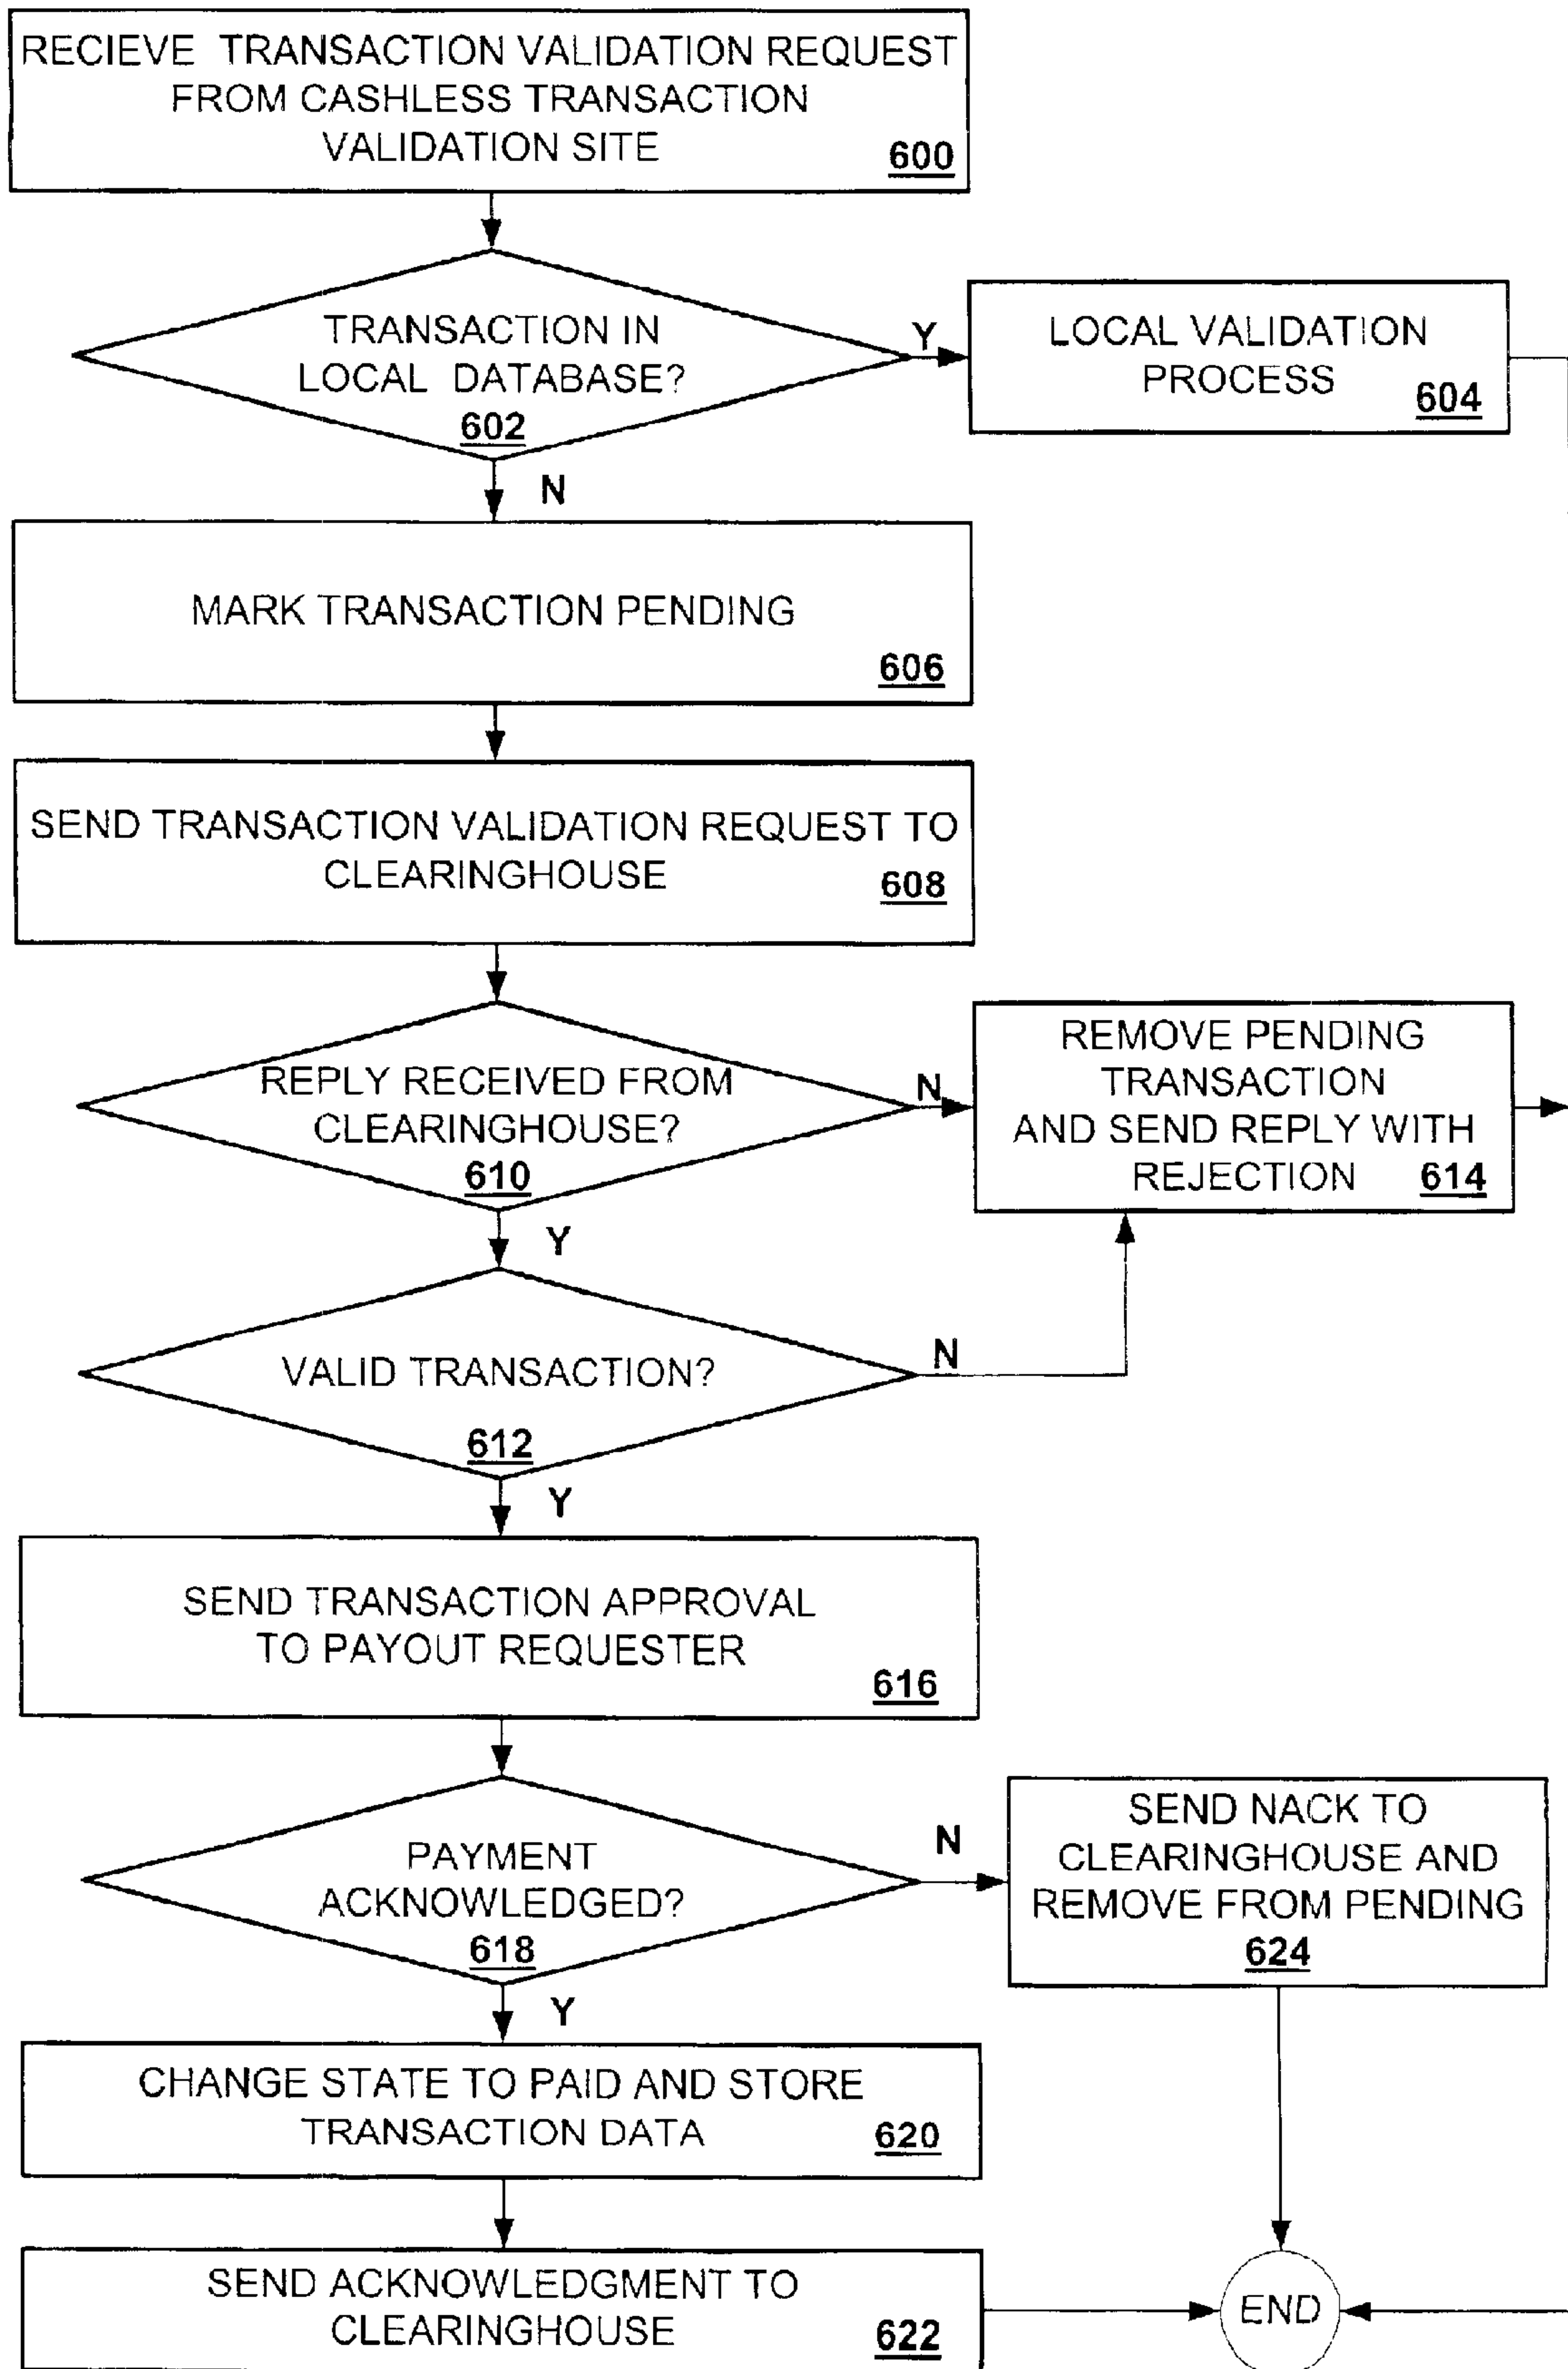 RECIEVE TRANSACTION VALIDATION REQUEST
FROM CASHLESS TRANSACTION
VALIDATION SITE
600
TRANSACTION IN
LOCAL DATABASE?
602
Y
LOCAL VALIDATION
PROCESS
604
N
MARK TRANSACTION PENDING
606
SEND TRANSACTION VALIDATION REQUEST TO
CLEARINGHOUSE
608
REPLY RECEIVED FROM
CLEARINGHOUSE?
610
N
REMOVE PENDING
TRANSACTION
AND SEND REPLY WITH
REJECTION
614
Y
VALID TRANSACTION?
612
N
Y
SEND TRANSACTION APPROVAL
TO PAYOUT REQUESTER
616
PAYMENT
ACKNOWLEDGED?
618
N
SEND NACK TO
CLEARINGHOUSE AND
REMOVE FROM PENDING
624
Y
CHANGE STATE TO PAID AND STORE
TRANSACTION DATA
620
SEND ACKNOWLEDGMENT TO
CLEARINGHOUSE
622
END